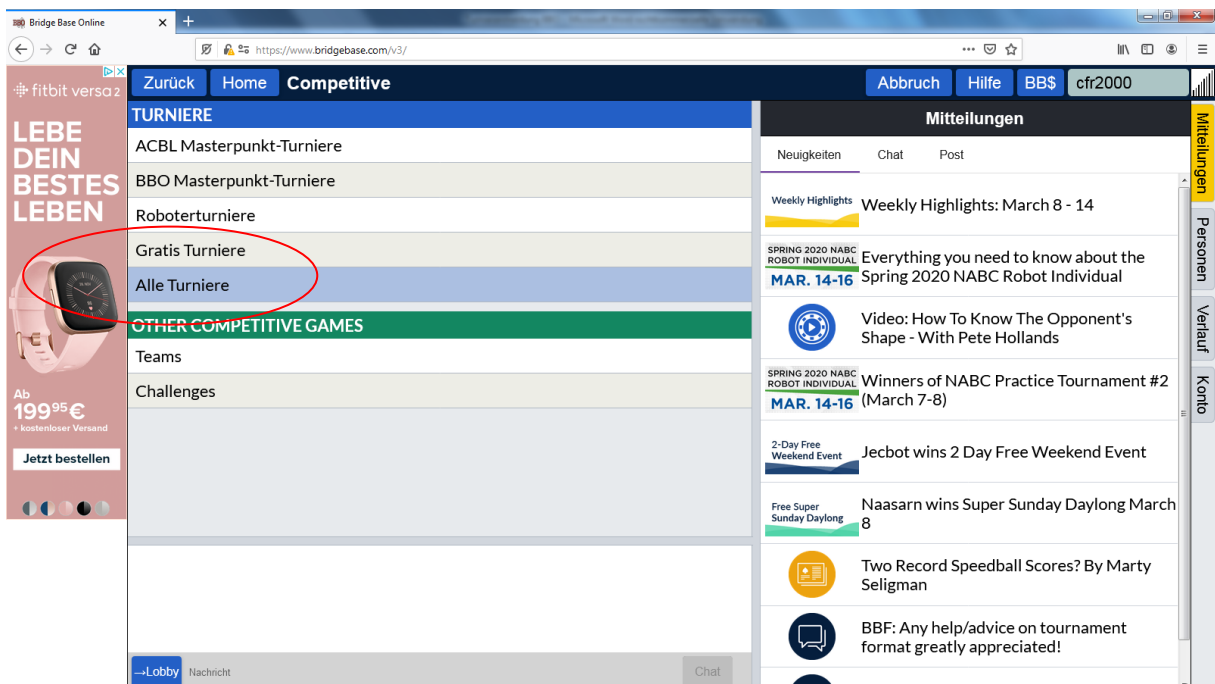 Bridge Base Online
https://www.bridgebase.com/v3/
fitbit versa 2
LEBE
DEIN
BESTES
LEBEN
Ab
199⁹⁵€
+ kostenloser Versand
Jetzt bestellen
Zurück Home Competitive Abbruch Hilfe BB$ cfr2000
TURNIERE
ACBL Masterpunkt-Turniere
BBO Masterpunkt-Turniere
Roboterturniere
Gratis Turniere
Alle Turniere
OTHER COMPETITIVE GAMES
Teams
Challenges
→Lobby Nachricht Chat
Mitteilungen
Neuigkeiten Chat Post
Weekly Highlights
Weekly Highlights: March 8 - 14
SPRING 2020 NABC
ROBOT INDIVIDUAL
MAR. 14-16
Everything you need to know about the
Spring 2020 NABC Robot Individual
Video: How To Know The Opponent's
Shape - With Pete Hollands
SPRING 2020 NABC
ROBOT INDIVIDUAL
MAR. 14-16
Winners of NABC Practice Tournament #2
(March 7-8)
2-Day Free
Weekend Event
Jecbot wins 2 Day Free Weekend Event
Free Super
Sunday Daylong
Naasarn wins Super Sunday Daylong March
8
Two Record Speedball Scores? By Marty
Seligman
BBF: Any help/advice on tournament
format greatly appreciated!
Mitteilungen
Personen
Verlauf
Konto